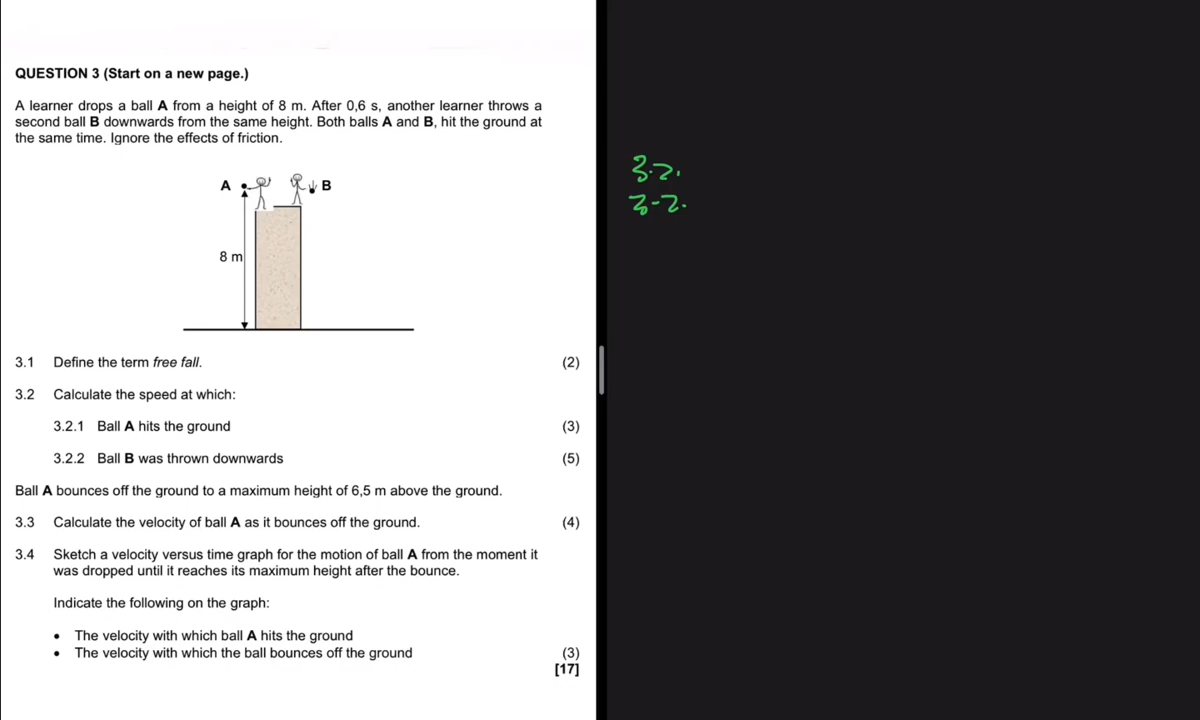 QUESTION 3 (Start on a new page.)
A learner drops a ball A from a height of 8 m. After 0,6 s, another learner throws a
second ball B downwards from the same height. Both balls A and B, hit the ground at
the same time. Ignore the effects of friction.
A
B
8 m
3.1 Define the term free fall. (2)
3.2 Calculate the speed at which:
3.2.1 Ball A hits the ground (3)
3.2.2 Ball B was thrown downwards (5)
Ball A bounces off the ground to a maximum height of 6,5 m above the ground.
3.3 Calculate the velocity of ball A as it bounces off the ground. (4)
3.4 Sketch a velocity versus time graph for the motion of ball A from the moment it
was dropped until it reaches its maximum height after the bounce.
Indicate the following on the graph:
• The velocity with which ball A hits the ground
• The velocity with which the ball bounces off the ground (3)
[17]
3.2.
3-2.